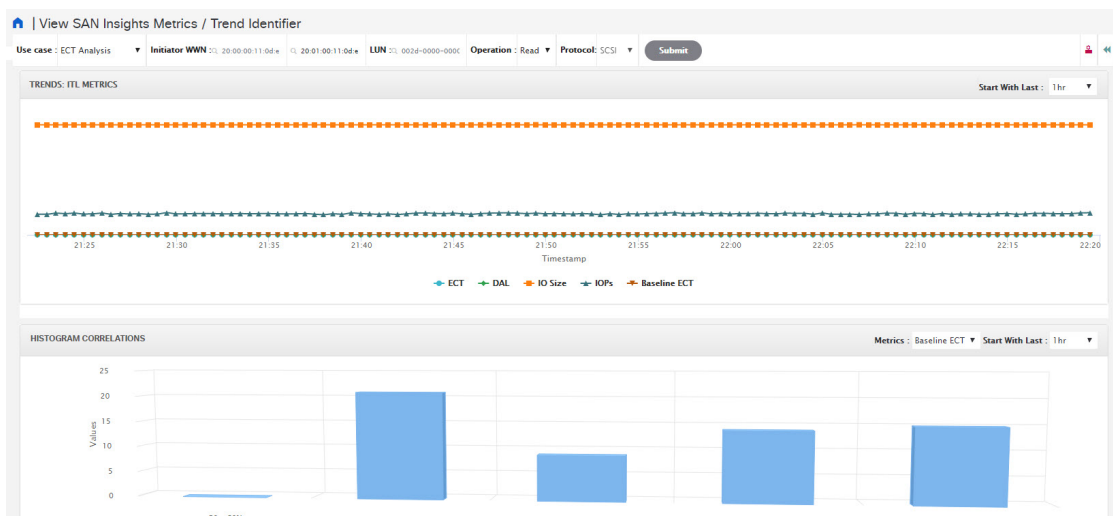 | View SAN Insights Metrics / Trend Identifier
Use case : ECT Analysis ▼ Initiator WWN : 20:00:00:11:0d:e 20:01:00:11:0d:e LUN : 002d-0000-000C Operation : Read ▼ Protocol: SCSI ▼ Submit
TRENDS: ITL METRICS
Start With Last : 1hr ▼
21:25 21:30 21:35 21:40 21:45 21:50 21:55 22:00 22:05 22:10 22:15 22:20
Timestamp
ECT DAL IO Size IOPs Baseline ECT
HISTOGRAM CORRELATIONS
Metrics : Baseline ECT ▼ Start With Last : 1hr ▼
25
20
15
10
5
0
Values